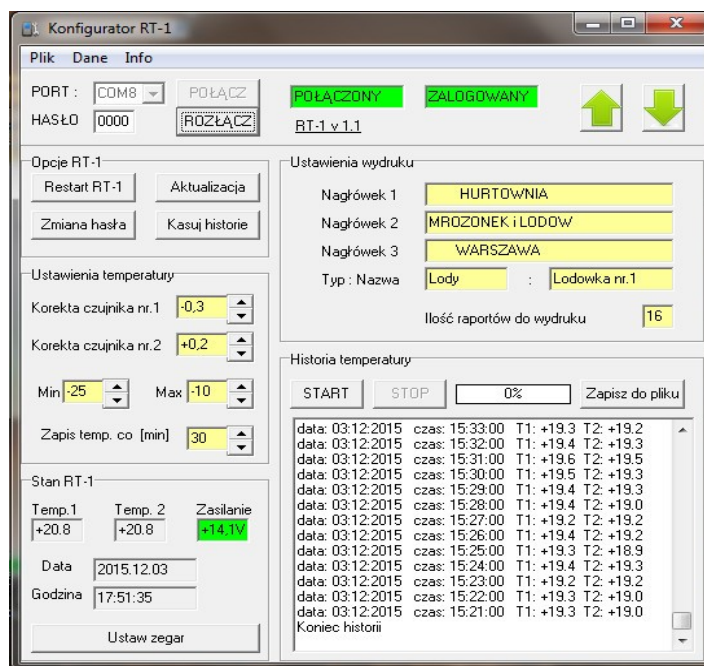 Konfigurator RT-1
Plik Dane Info
PORT : COM8 POŁĄCZ
HASŁO 0000 ROZŁĄCZ
POŁĄCZONY ZALOGOWANY
RT-1 v 1.1
Opcje RT-1
Restart RT-1 Aktualizacja
Zmiana hasła Kasuj historie
Ustawienia temperatury
Korekta czujnika nr.1 -0,3
Korekta czujnika nr.2 +0,2
Min -25 Max -10
Zapis temp. co [min] 30
Stan RT-1
Temp.1 Temp. 2 Zasilanie
+20.8 +20.8 +14,1V
Data 2015.12.03
Godzina 17:51:35
Ustaw zegar
Ustawienia wydruku
Nagłówek 1 HURTOWNIA
Nagłówek 2 MROZONEK i LODOW
Nagłówek 3 WARSZAWA
Typ : Nazwa Lody : Lodowka nr.1
Ilość raportów do wydruku 16
Historia temperatury
START STOP 0% Zapisz do pliku
data: 03:12:2015 czas: 15:33:00 T1: +19.3 T2: +19.2
data: 03:12:2015 czas: 15:32:00 T1: +19.4 T2: +19.3
data: 03:12:2015 czas: 15:31:00 T1: +19.6 T2: +19.5
data: 03:12:2015 czas: 15:30:00 T1: +19.5 T2: +19.3
data: 03:12:2015 czas: 15:29:00 T1: +19.4 T2: +19.3
data: 03:12:2015 czas: 15:28:00 T1: +19.4 T2: +19.0
data: 03:12:2015 czas: 15:27:00 T1: +19.2 T2: +19.2
data: 03:12:2015 czas: 15:26:00 T1: +19.4 T2: +19.2
data: 03:12:2015 czas: 15:25:00 T1: +19.3 T2: +18.9
data: 03:12:2015 czas: 15:24:00 T1: +19.4 T2: +19.3
data: 03:12:2015 czas: 15:23:00 T1: +19.2 T2: +19.2
data: 03:12:2015 czas: 15:22:00 T1: +19.3 T2: +19.0
data: 03:12:2015 czas: 15:21:00 T1: +19.3 T2: +19.0
Koniec historii